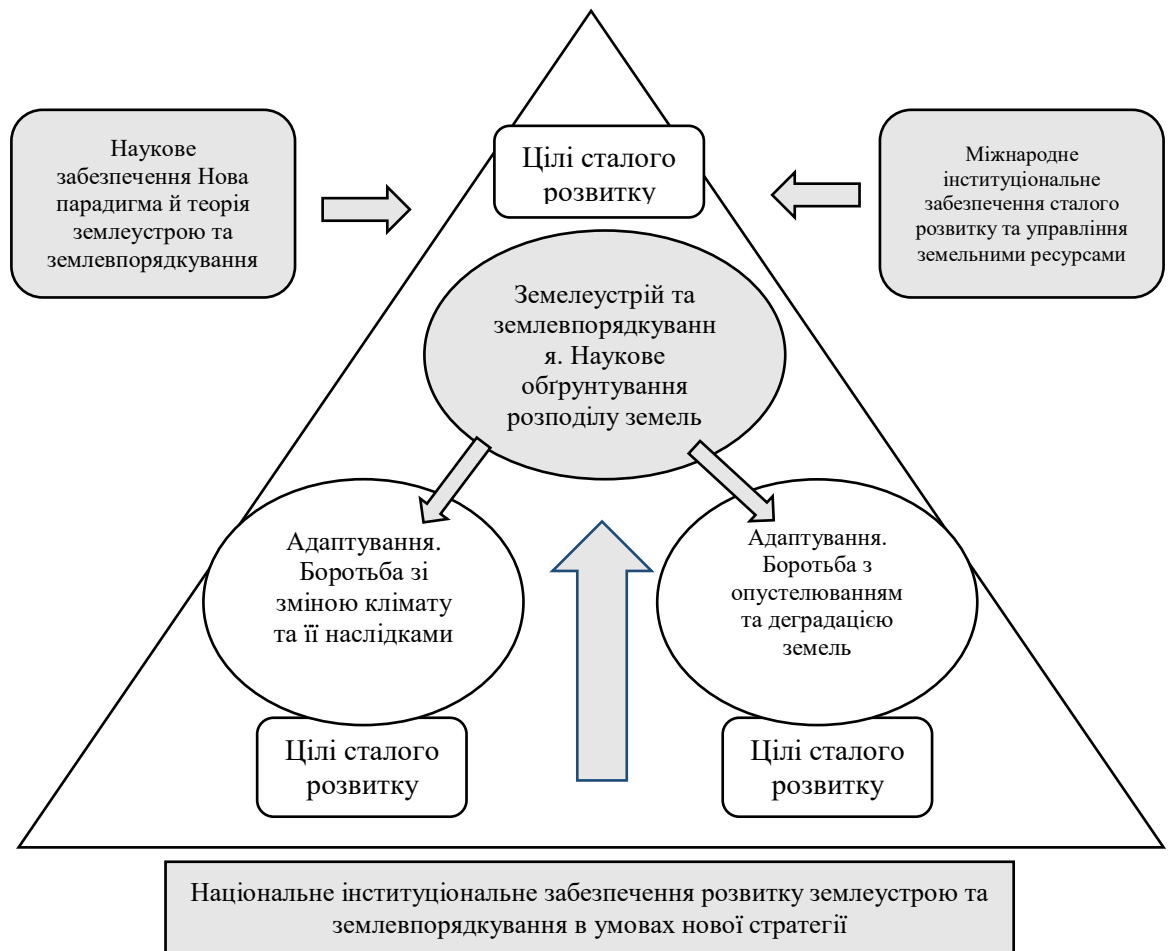 Цілі сталого
розвитку
Наукове
забезпечення Нова
парадигма й теорія
землеустрою та
землевпорядкування
Міжнародне
інституціональне
забезпечення сталого
розвитку та управління
земельними ресурсами
Земелеустрій та
землевпорядкуванн
я. Наукове
обґрунтування
розподілу земель
Адаптування.
Боротьба зі
зміною клімату
та її наслідками
Адаптування.
Боротьба з
опустелюванням
та деградацією
земель
Цілі сталого
розвитку
Цілі сталого
розвитку
Національне інституціональне забезпечення розвитку землеустрою та
землевпорядкування в умовах нової стратегії